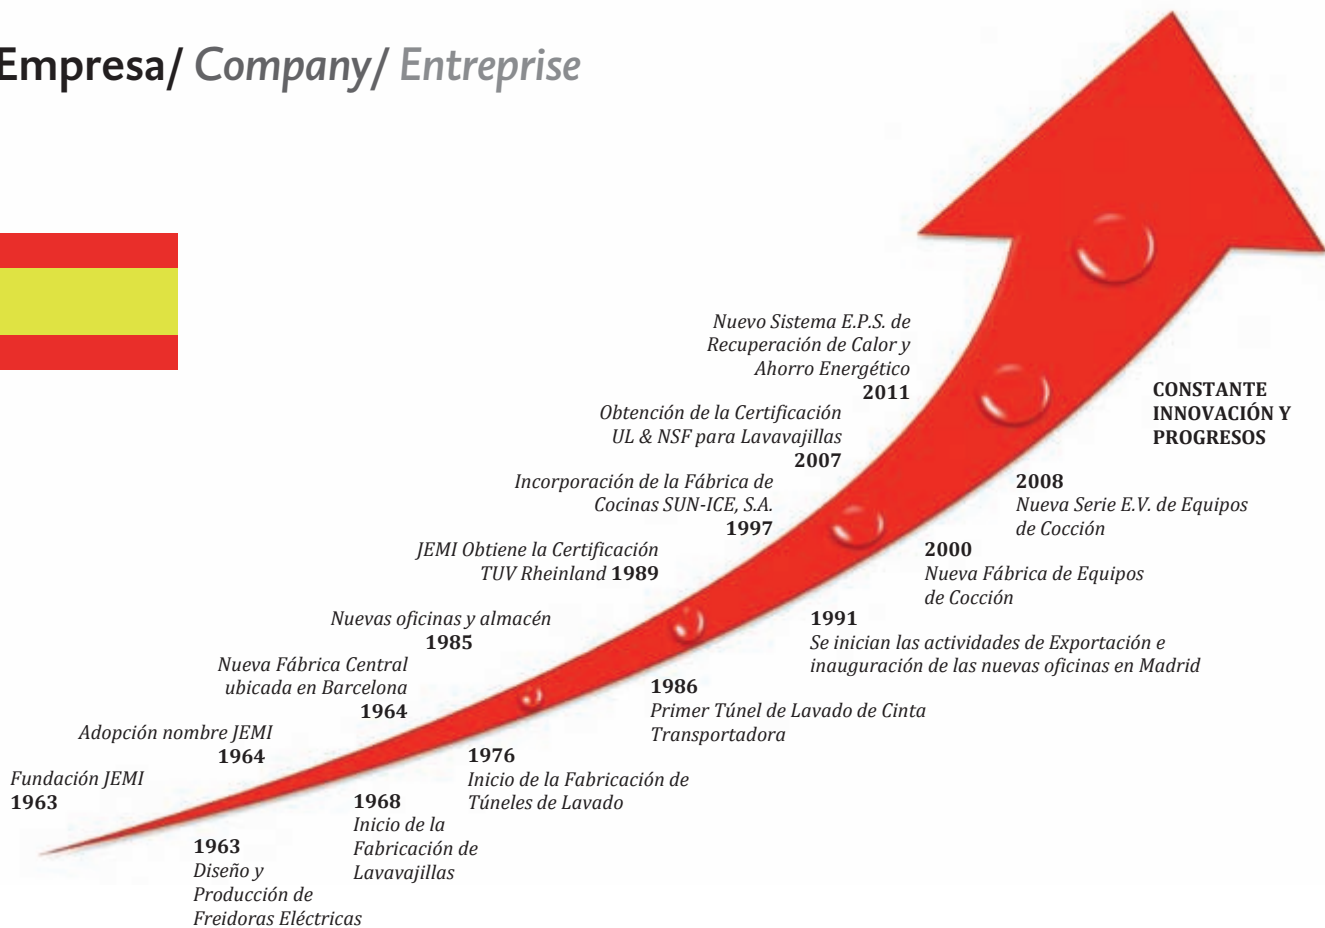 Empresa/ Company/ Entreprise
Nuevo Sistema E.P.S. de
Recuperación de Calor y
Ahorro Energético
2011
Obtención de la Certificación
UL & NSF para Lavavajillas
2007
Incorporación de la Fábrica de
Cocinas SUN-ICE, S.A.
1997
JEMI Obtiene la Certificación
TUV Rheinland 1989
Nuevas oficinas y almacén
1985
Nueva Fábrica Central
ubicada en Barcelona
1964
Adopción nombre JEMI
1964
Fundación JEMI
1963
CONSTANTE
INNOVACIÓN Y
PROGRESOS
2008
Nueva Serie E.V. de Equipos
de Cocción
2000
Nueva Fábrica de Equipos
de Cocción
1991
Se inician las actividades de Exportación e
inauguración de las nuevas oficinas en Madrid
1986
Primer Túnel de Lavado de Cinta
Transportadora
1976
Inicio de la Fabricación de
Túneles de Lavado
1968
Inicio de la
Fabricación de
Lavavajillas
1963
Diseño y
Producción de
Freidoras Eléctricas